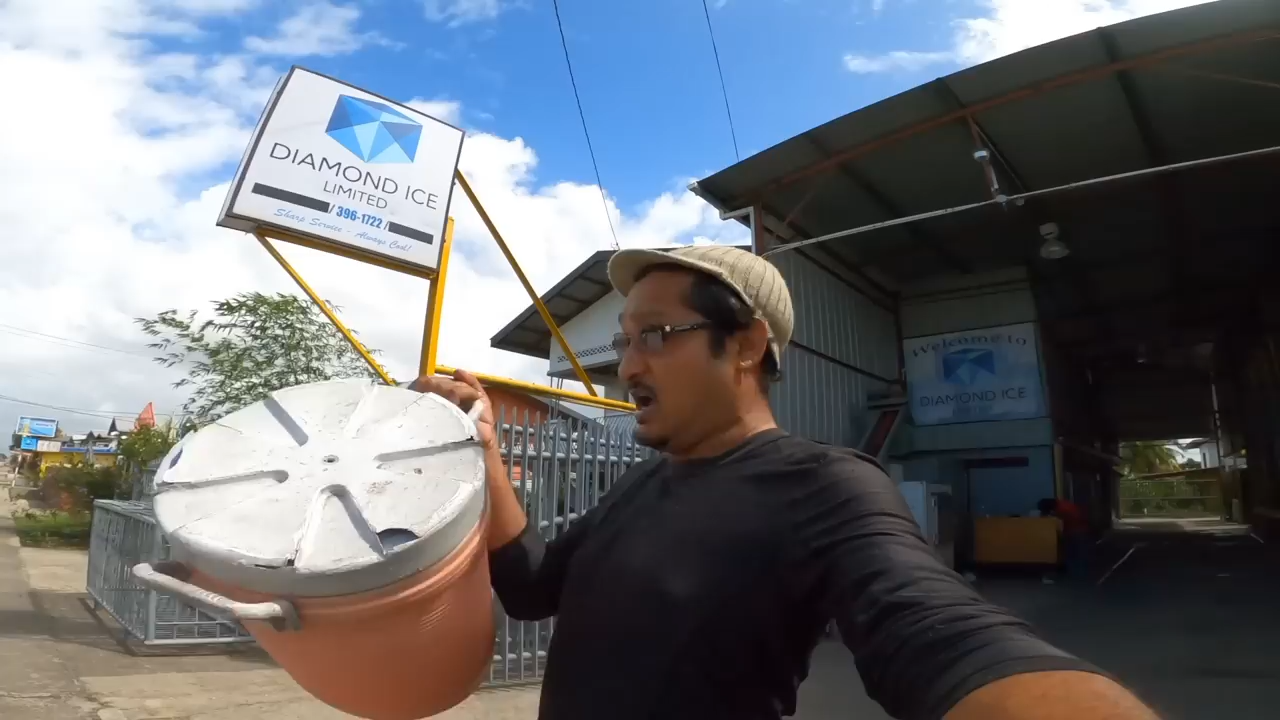 DIAMOND ICE
LIMITED
/ 396-1722 /
Sharp Service - Always Cool!
Welcome to
DIAMOND ICE